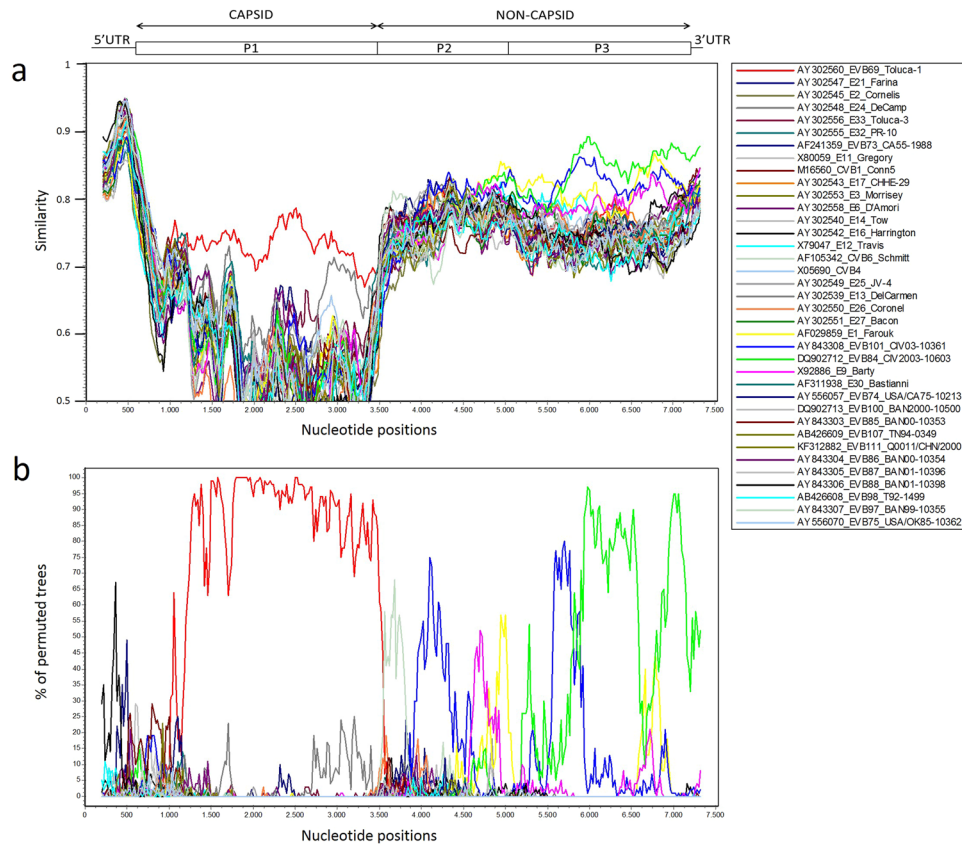 CAPSID
NON-CAPSID
5'UTR
P1
P2
P3
3'UTR
a
1
0.9
0.8
0.7
0.6
0.5
Similarity
0
500
1.000
1.500
2.000
2.500
3.000
3.500
4.000
4.500
5.000
5.500
6.000
6.500
7.000
7.500
Nucleotide positions
AY302560_EVB69_Toluca-1
AY302547_E21_Farina
AY302545_E2_Cornelis
AY302548_E24_DeCamp
AY302556_E33_Toluca-3
AY302555_E32_PR-10
AF241359_EVB73_CA55-1988
X80059_E11_Gregory
M16560_CVB1_Conn5
AY302543_E17_CHHE-29
AY302553_E3_Morrisey
AY302558_E6_D'Amori
AY302540_E14_Tow
AY302542_E16_Harrington
X79047_E12_Travis
AF105342_CVB6_Schmitt
X05690_CVB4
AY302549_E25_JV-4
AY302539_E13_DelCarmen
AY302550_E26_Coronel
AY302551_E27_Bacon
AF029859_E1_Farouk
AY843308_EVB101_CIV03-10361
DQ902712_EVB84_CIV2003-10603
X92886_E9_Barty
AF311938_E30_Bastianni
AY556057_EVB74_USA/CA75-10213
DQ902713_EVB100_BAN2000-10500
AY843303_EVB85_BAN00-10353
AB426609_EVB107_TN94-0349
KF312882_EVB111_Q0011/CHN/2000
AY843304_EVB86_BAN00-10354
AY843305_EVB87_BAN01-10396
AY843306_EVB88_BAN01-10398
AB426608_EVB98_T92-1499
AY843307_EVB97_BAN99-10355
AY556070_EVB75_USA/OK85-10362
b
100
95
90
85
80
75
70
65
60
55
50
45
40
35
30
25
20
15
10
5
0
% of permuted trees
0
500
1.000
1.500
2.000
2.500
3.000
3.500
4.000
4.500
5.000
5.500
6.000
6.500
7.000
7.500
Nucleotide positions